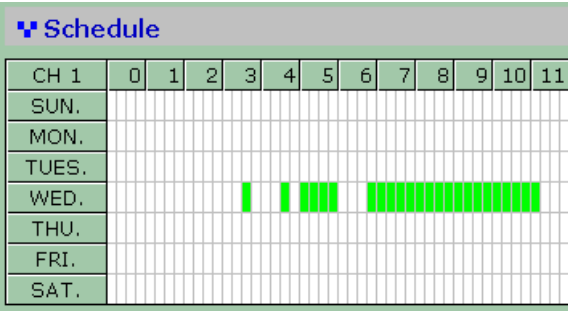 Schedule
CH 1 0 1 2 3 4 5 6 7 8 9 10 11
SUN.
MON.
TUES.
WED.
THU.
FRI.
SAT.